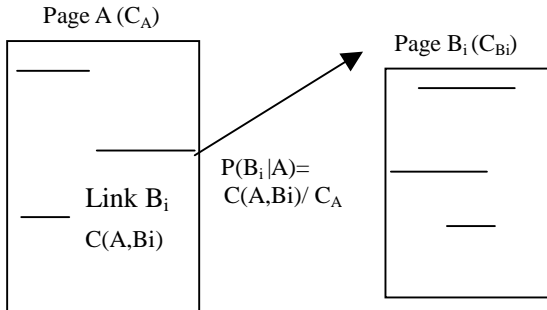 Page A (C_A)
Page B_i (C_Bi)
P(B_i|A)=
C(A,Bi)/ C_A
Link B_i
C(A,Bi)